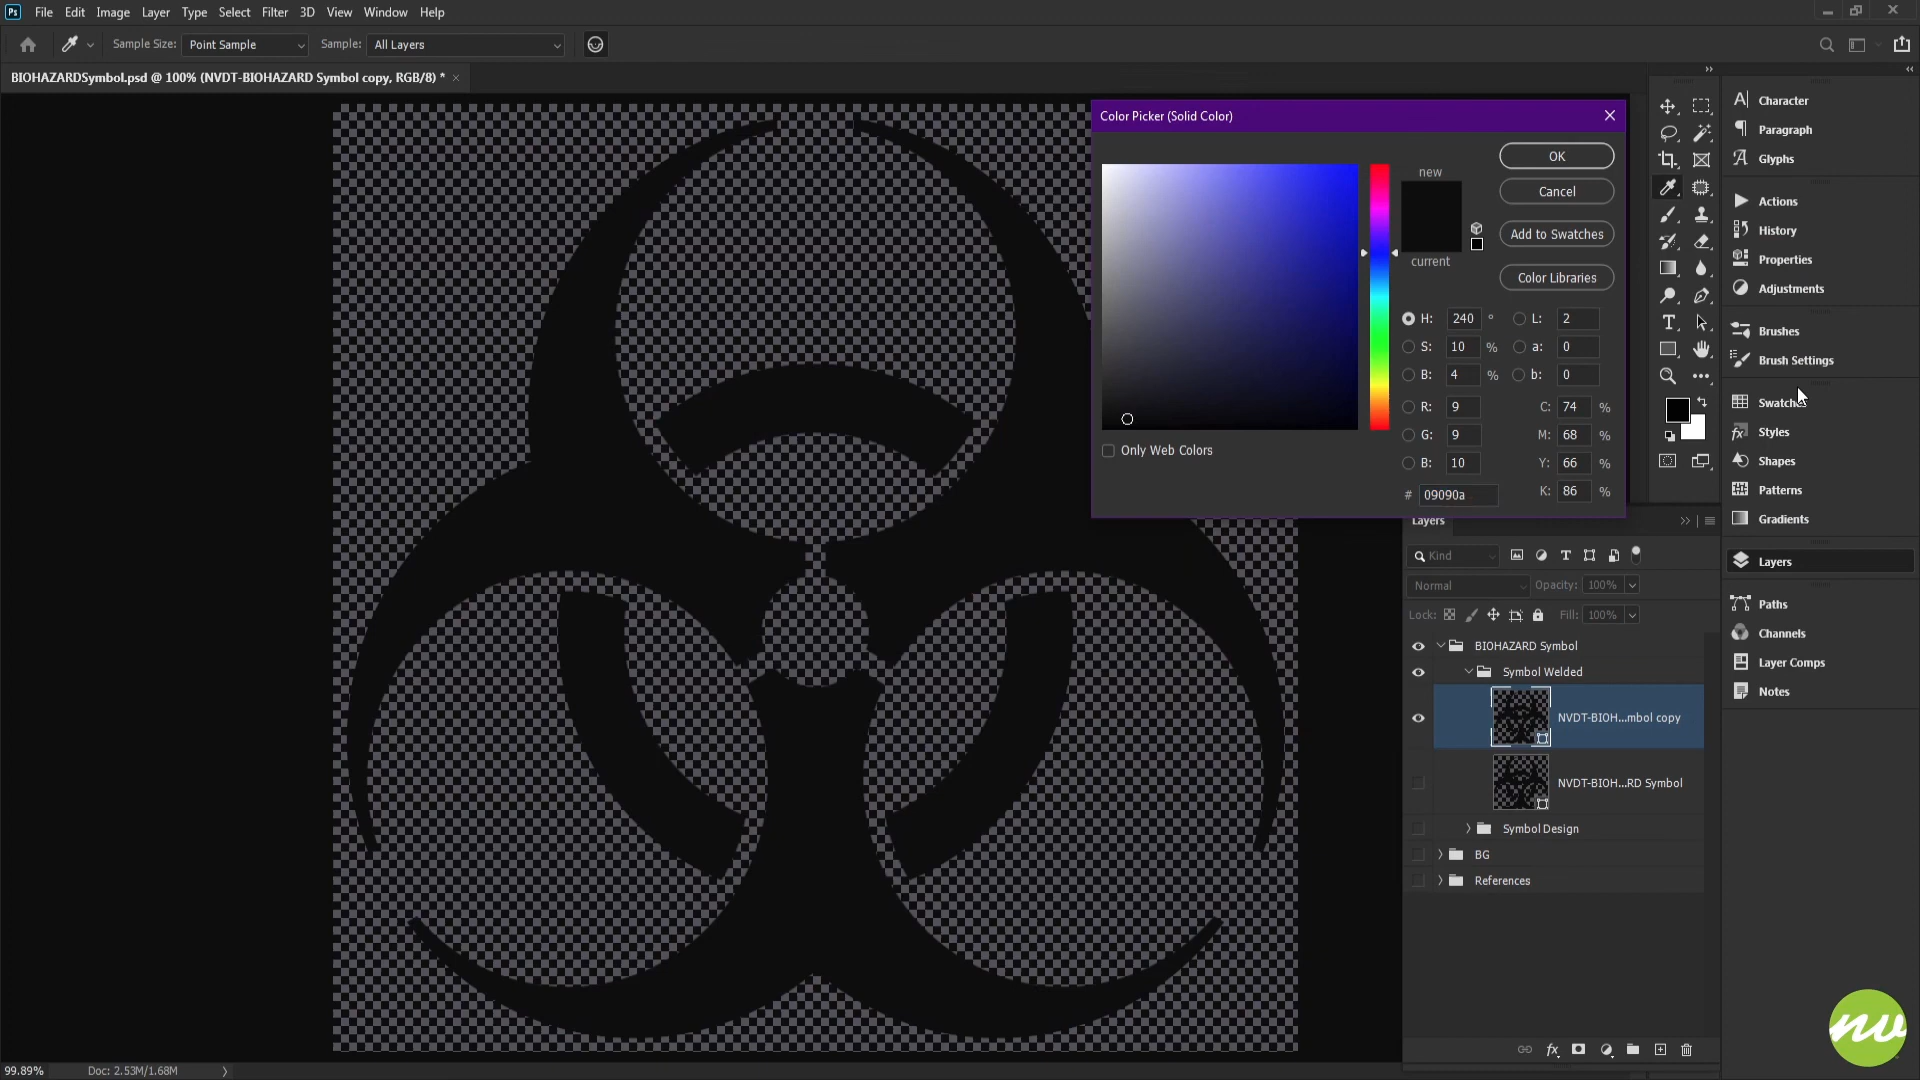 Ps File Edit Image Layer Type Select Filter 3D View Window Help
Sample Size: Point Sample Sample: All Layers
BIOHAZARDSymbol.psd @ 100% (NVDT-BIOHAZARD Symbol copy, RGB/8) *
Color Picker (Solid Color)
OK
new
Cancel
Add to Swatches
current
Color Libraries
H: 240 ° L: 2
S: 10 % a: 0
B: 4 % b: 0
R: 9 C: 74 %
G: 9 M: 68 %
Only Web Colors
B: 10 Y: 66 %
# 09090a K: 86 %
Character
Paragraph
Glyphs
Actions
History
Properties
Adjustments
Brushes
Brush Settings
Swatches
Styles
Shapes
Patterns
Gradients
Layers
Paths
Channels
Layer Comps
Notes
Layers
Kind
Normal Opacity: 100%
Lock: Fill: 100%
BIOHAZARD Symbol
Symbol Welded
NVDT-BIOH...mbol copy
NVDT-BIOH...RD Symbol
Symbol Design
BG
References
fx
nv
99.89% Doc: 2.53M/1.68M